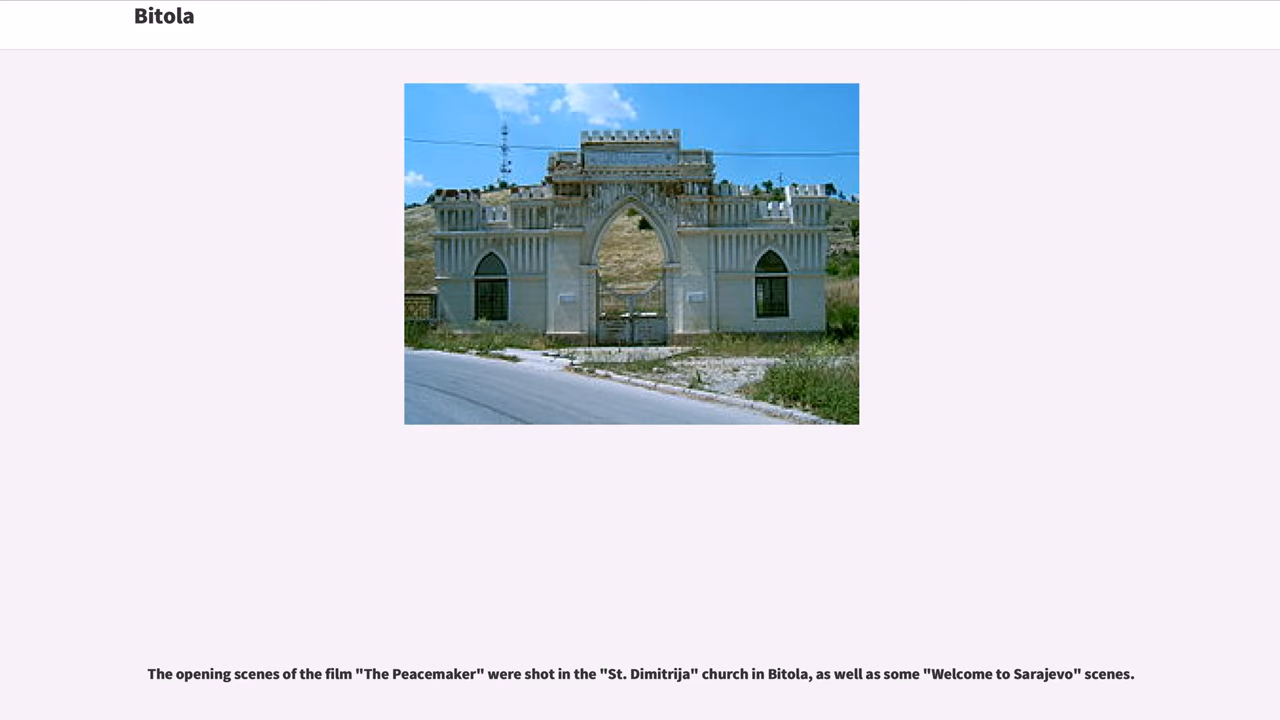 Bitola
The opening scenes of the film "The Peacemaker" were shot in the "St. Dimitrija" church in Bitola, as well as some "Welcome to Sarajevo" scenes.